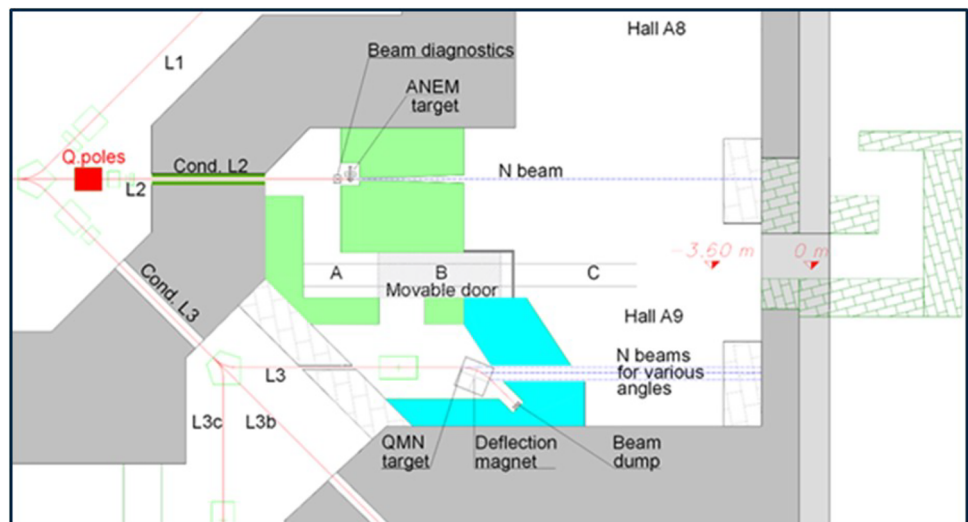 Hall A8
L1
Beam diagnostics
ANEM
target
Q.poles
Cond. L2
N beam
L2
-3.60 m
0 m
A
B
C
Movable door
Cond. L3
Hall A9
L3
N beams
for various
angles
L3c
L3b
QMN
target
Deflection
magnet
Beam
dump